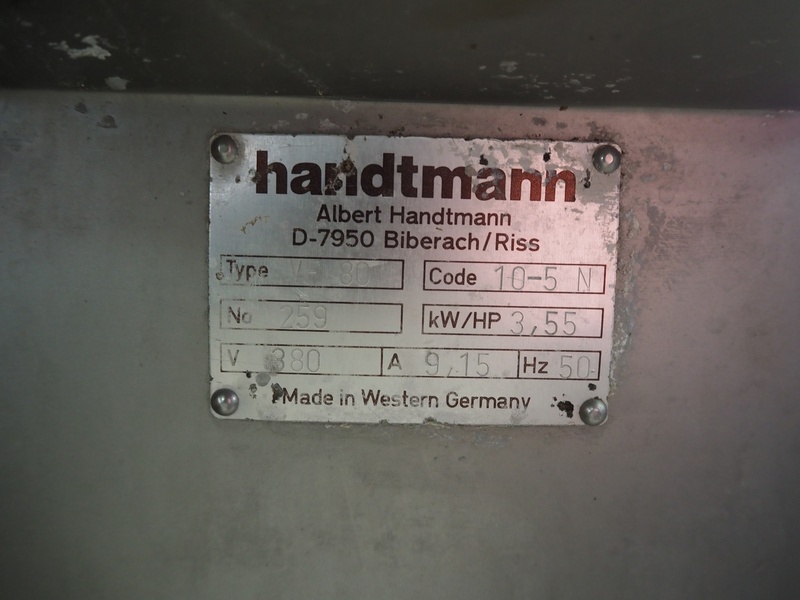 handtmann
Albert Handtmann
D-7950 Biberach/Riss
Type 80 Code 10-5 N
No 259 kW/HP 3,55
V 380 A 9,15 Hz 50
Made in Western Germany